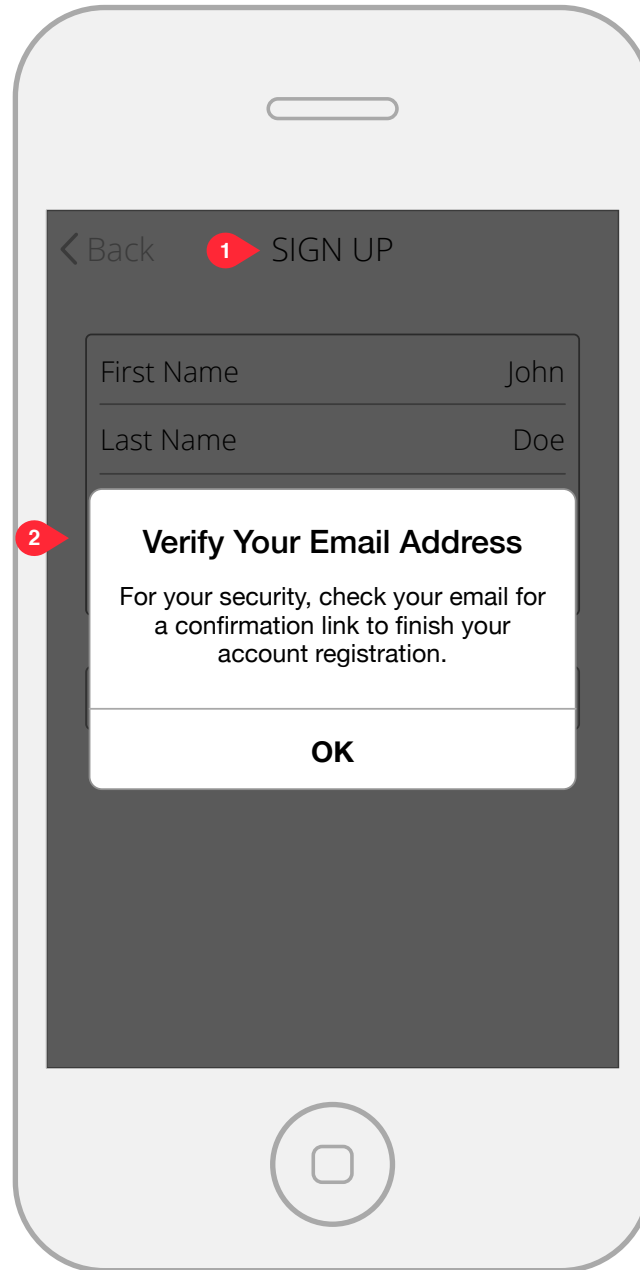 Back 1 SIGN UP
First Name John
Last Name Doe
2 Verify Your Email Address
For your security, check your email for
a confirmation link to finish your
account registration.
OK